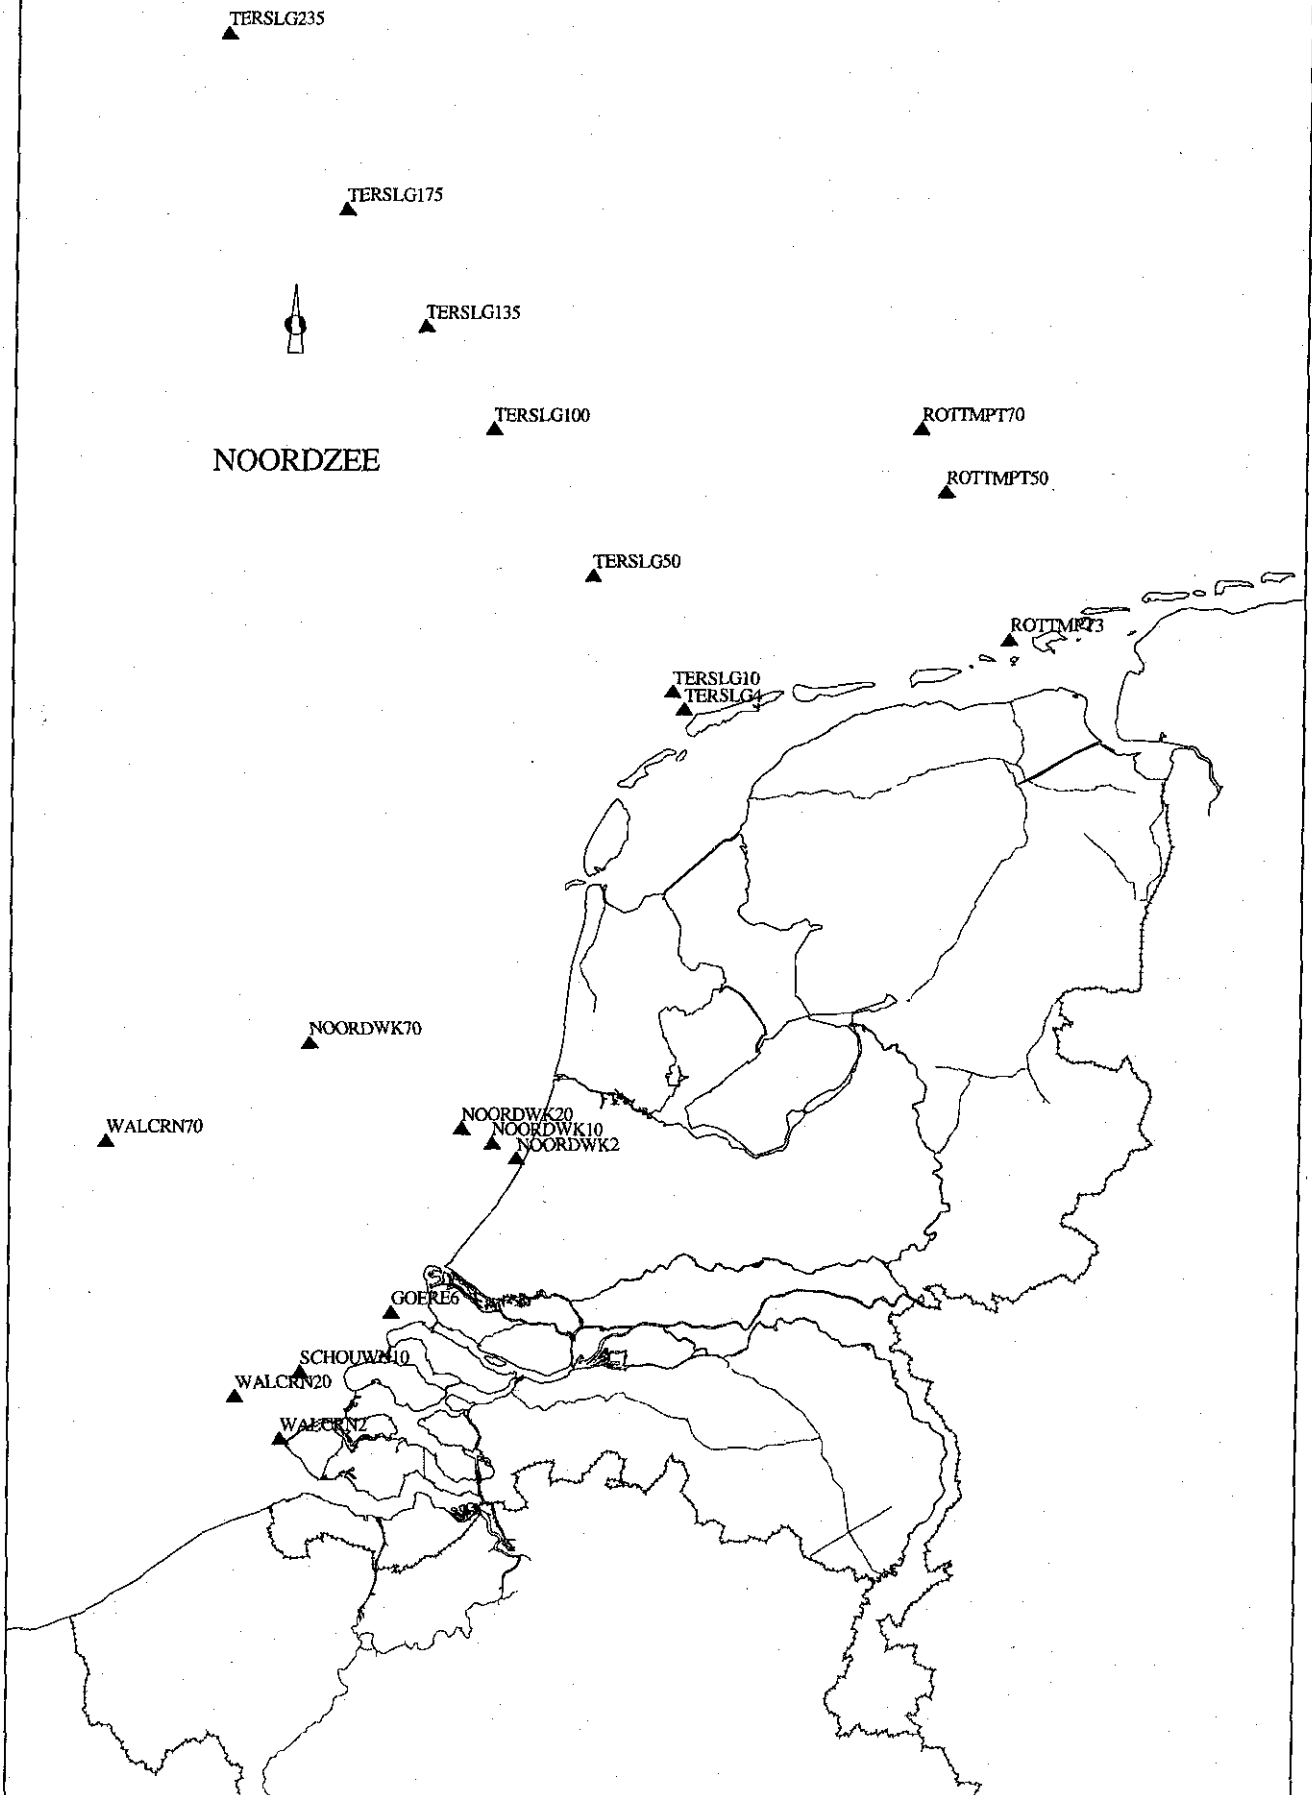 TERSLG235
TERSLG175
TERSLG135
TERSLG100
ROTTMPT70
NOORDZEE
ROTTMPT50
TERSLG50
ROTTMPT3
TERSLG10
TERSLG4
NOORDWK70
NOORDWK20
WALCRN70
NOORDWK10
NOORDWK2
GOERE6
SCHOUWN10
WALCRN20
WALCRN2